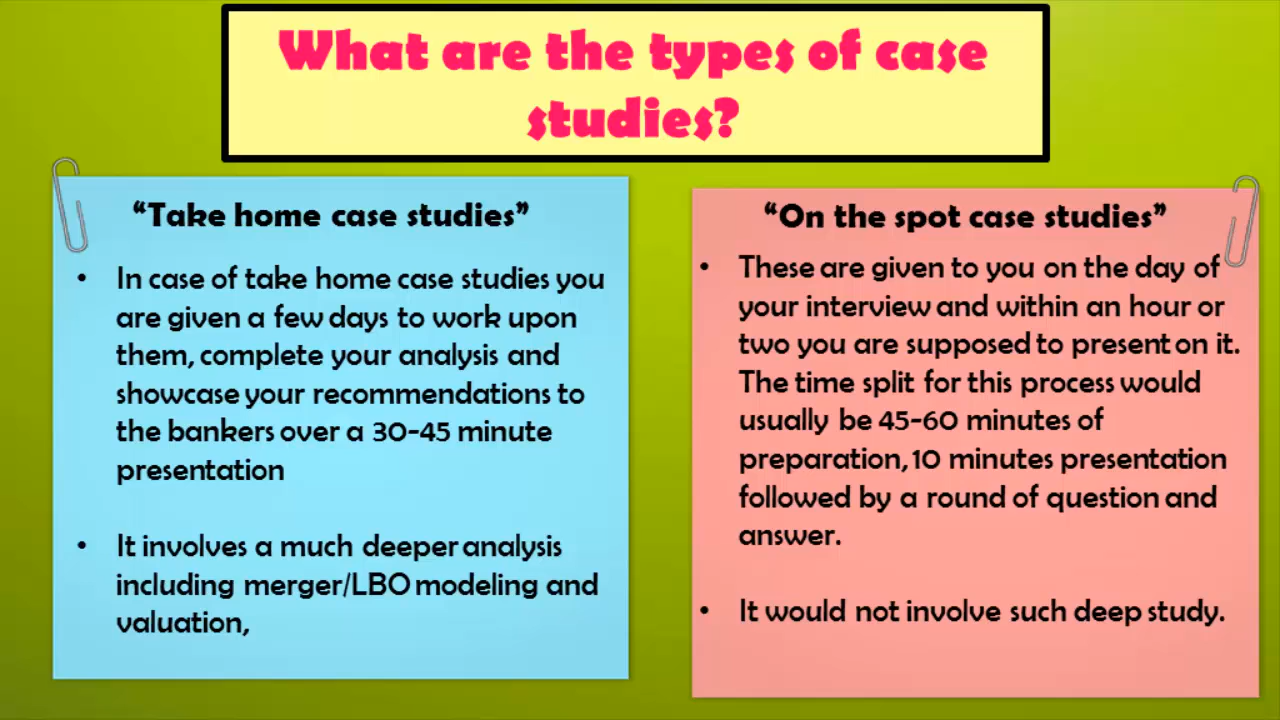 What are the types of case
studies?
“Take home case studies”
• In case of take home case studies you
are given a few days to work upon
them, complete your analysis and
showcase your recommendations to
the bankers over a 30-45 minute
presentation
• It involves a much deeper analysis
including merger/LBO modeling and
valuation,
“On the spot case studies”
• These are given to you on the day of
your interview and within an hour or
two you are supposed to present on it.
The time split for this process would
usually be 45-60 minutes of
preparation, 10 minutes presentation
followed by a round of question and
answer.
• It would not involve such deep study.